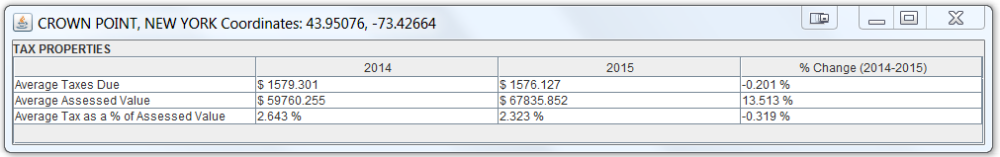 CROWN POINT, NEW YORK Coordinates: 43.95076, -73.42664
TAX PROPERTIES
2014 2015 % Change (2014-2015)
Average Taxes Due $ 1579.301 $ 1576.127 -0.201 %
Average Assessed Value $ 59760.255 $ 67835.852 13.513 %
Average Tax as a % of Assessed Value 2.643 % 2.323 % -0.319 %